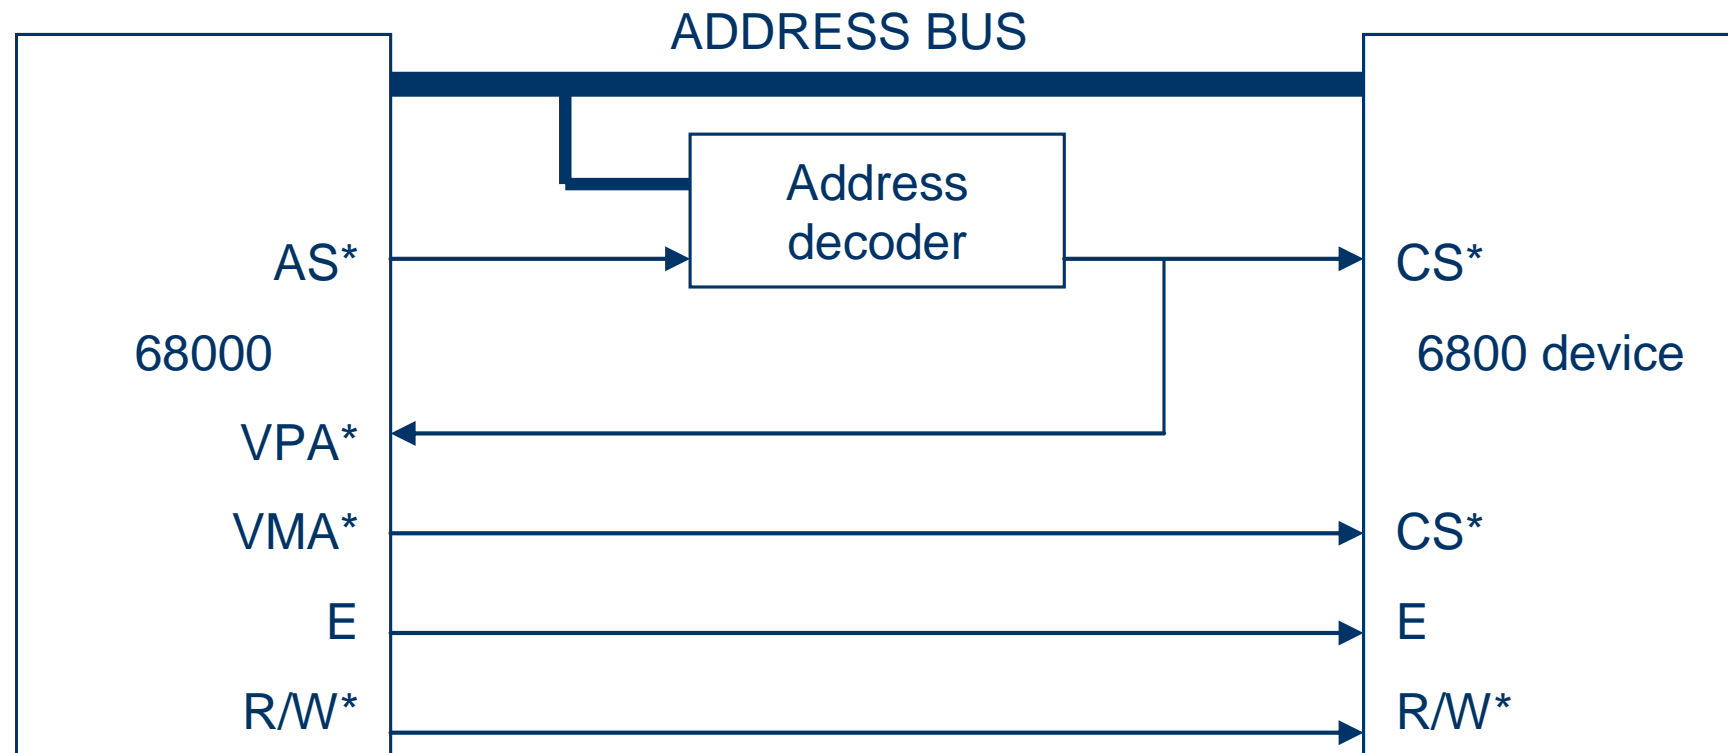 ADDRESS BUS
Address
decoder
AS*
CS*
68000
6800 device
VPA*
VMA*
CS*
E
E
R/W*
R/W*